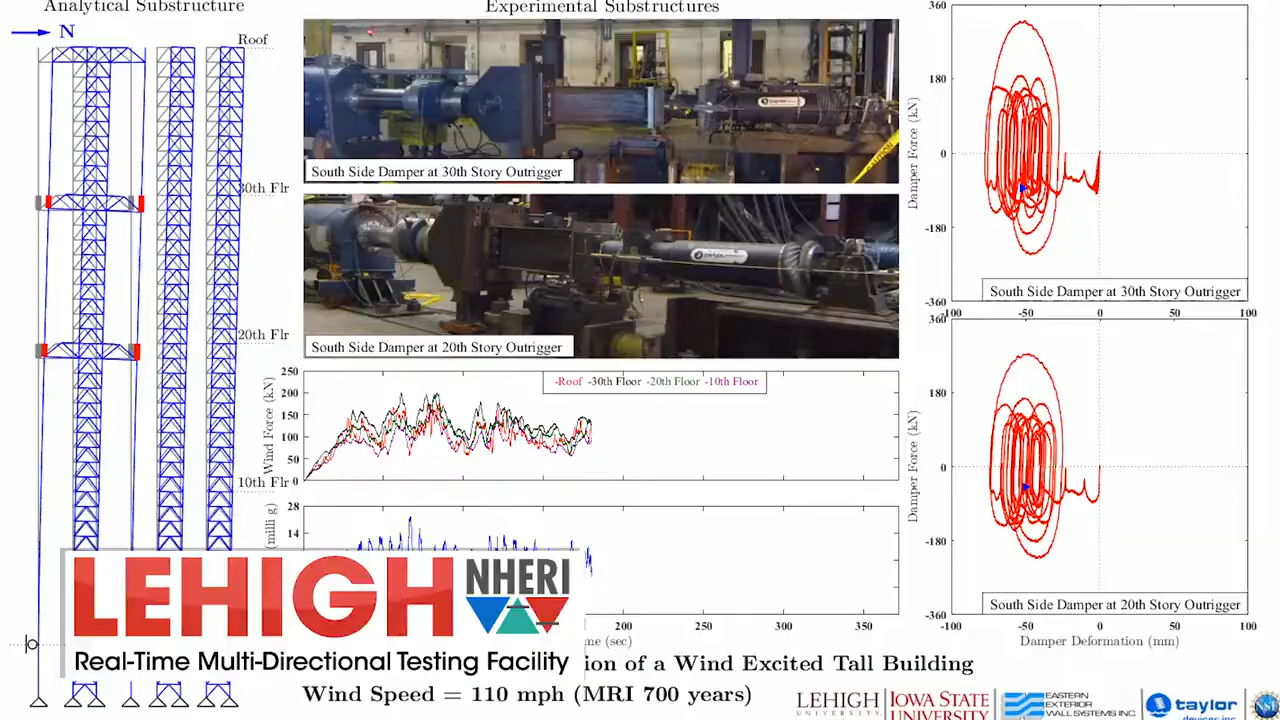 Analytical Substructure
Experimental Substructures
N
Roof
30th Flr
20th Flr
10th Flr
South Side Damper at 30th Story Outrigger
South Side Damper at 20th Story Outrigger
Wind Force (kN)
250
200
150
100
50
0
-Roof -30th Floor -20th Floor -10th Floor
(milli g)
28
14
200
250
300
350
me (sec)
Damper Force (kN)
360
180
0
-180
-360
-100
-50
0
50
100
South Side Damper at 30th Story Outrigger
Damper Force (kN)
360
180
0
-180
-360
South Side Damper at 20th Story Outrigger
-100
-50
0
50
100
Damper Deformation (mm)
LEHIGH
NHERI
Real-Time Multi-Directional Testing Facility
ion of a Wind Excited Tall Building
Wind Speed = 110 mph (MRI 700 years)
LEHIGH
UNIVERSITY
IOWA STATE
UNIVERSITY
EASTERN
EXTERIOR
WALL SYSTEMS INC.
taylor
devices inc.